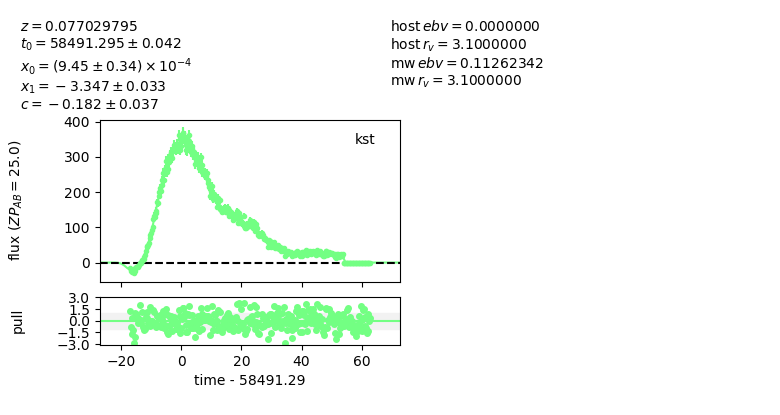 z = 0.077029795
t₀ = 58491.295 ± 0.042
x₀ = (9.45 ± 0.34) × 10⁻⁴
x₁ = −3.347 ± 0.033
c = −0.182 ± 0.037
host ebv = 0.0000000
host r_v = 3.1000000
mw ebv = 0.11262342
mw r_v = 3.1000000
kst
flux (ZP_AB = 25.0)
400
300
200
100
0
pull
3.0
1.5
0.0
−1.5
−3.0
−20 0 20 40 60
time - 58491.29